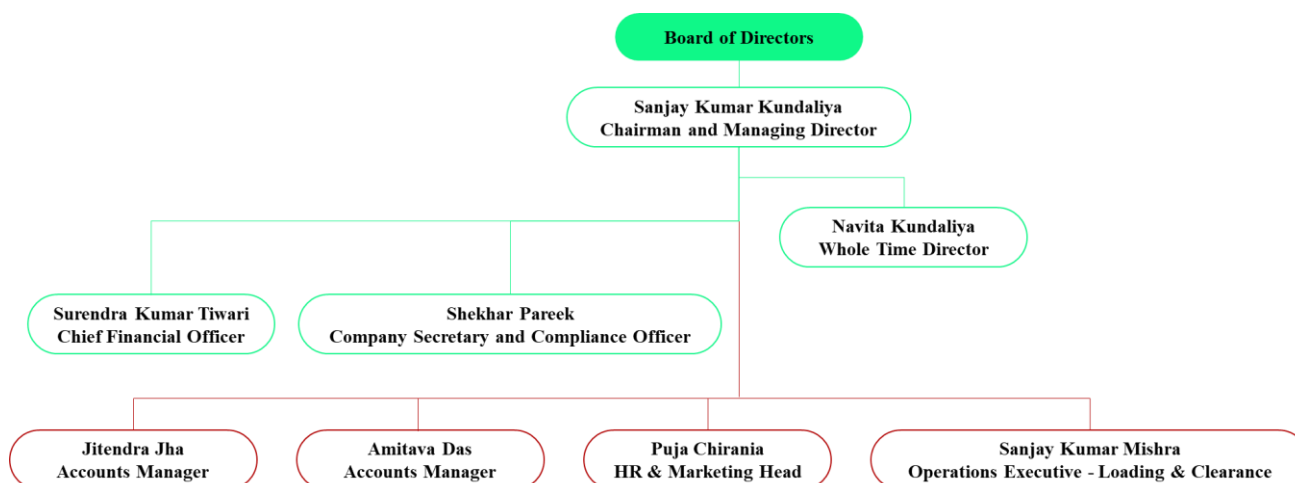 Board of Directors
Sanjay Kumar Kundaliya
Chairman and Managing Director
Navita Kundaliya
Whole Time Director
Surendra Kumar Tiwari
Chief Financial Officer
Shekhar Pareek
Company Secretary and Compliance Officer
Jitendra Jha
Accounts Manager
Amitava Das
Accounts Manager
Puja Chirania
HR & Marketing Head
Sanjay Kumar Mishra
Operations Executive - Loading & Clearance